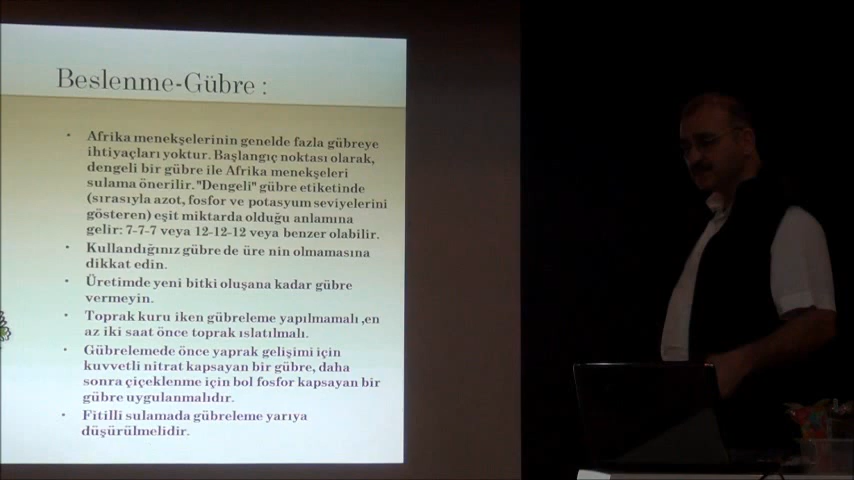 Beslenme-Gübre :
• Afrika menekşelerinin genelde fazla gübreye
ihtiyaçları yoktur. Başlangıç noktası olarak,
dengeli bir gübre ile Afrika menekşeleri
sulama önerilir. "Dengeli" gübre etiketinde
(sırasıyla azot, fosfor ve potasyum seviyelerini
gösteren) eşit miktarda olduğu anlamına
gelir: 7-7-7 veya 12-12-12 veya benzer olabilir.
• Kullandığınız gübre de üre nin olmamasına
dikkat edin.
• Üretimde yeni bitki oluşana kadar gübre
vermeyin.
• Toprak kuru iken gübreleme yapılmamalı ,en
az iki saat önce toprak ıslatılmalı.
• Gübrelemede önce yaprak gelişimi için
kuvvetli nitrat kapsayan bir gübre, daha
sonra çiçeklenme için bol fosfor kapsayan bir
gübre uygulanmalıdır.
• Fitilli sulamada gübreleme yarıya
düşürülmelidir.